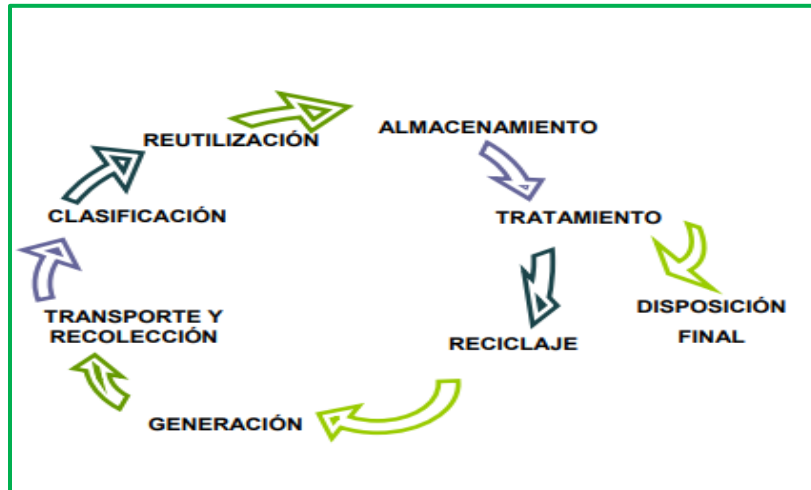 REUTILIZACIÓN
ALMACENAMIENTO
CLASIFICACIÓN
TRATAMIENTO
TRANSPORTE Y
RECOLECCIÓN
RECICLAJE
DISPOSICIÓN
FINAL
GENERACIÓN